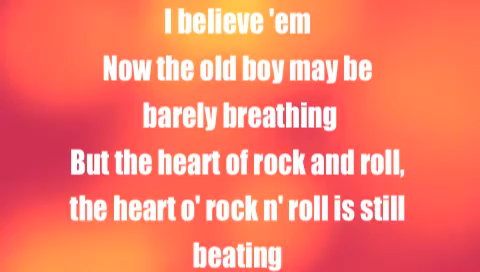 I believe 'em
Now the old boy may be
barely breathing
But the heart of rock and roll,
the heart o' rock n' roll is still
beating